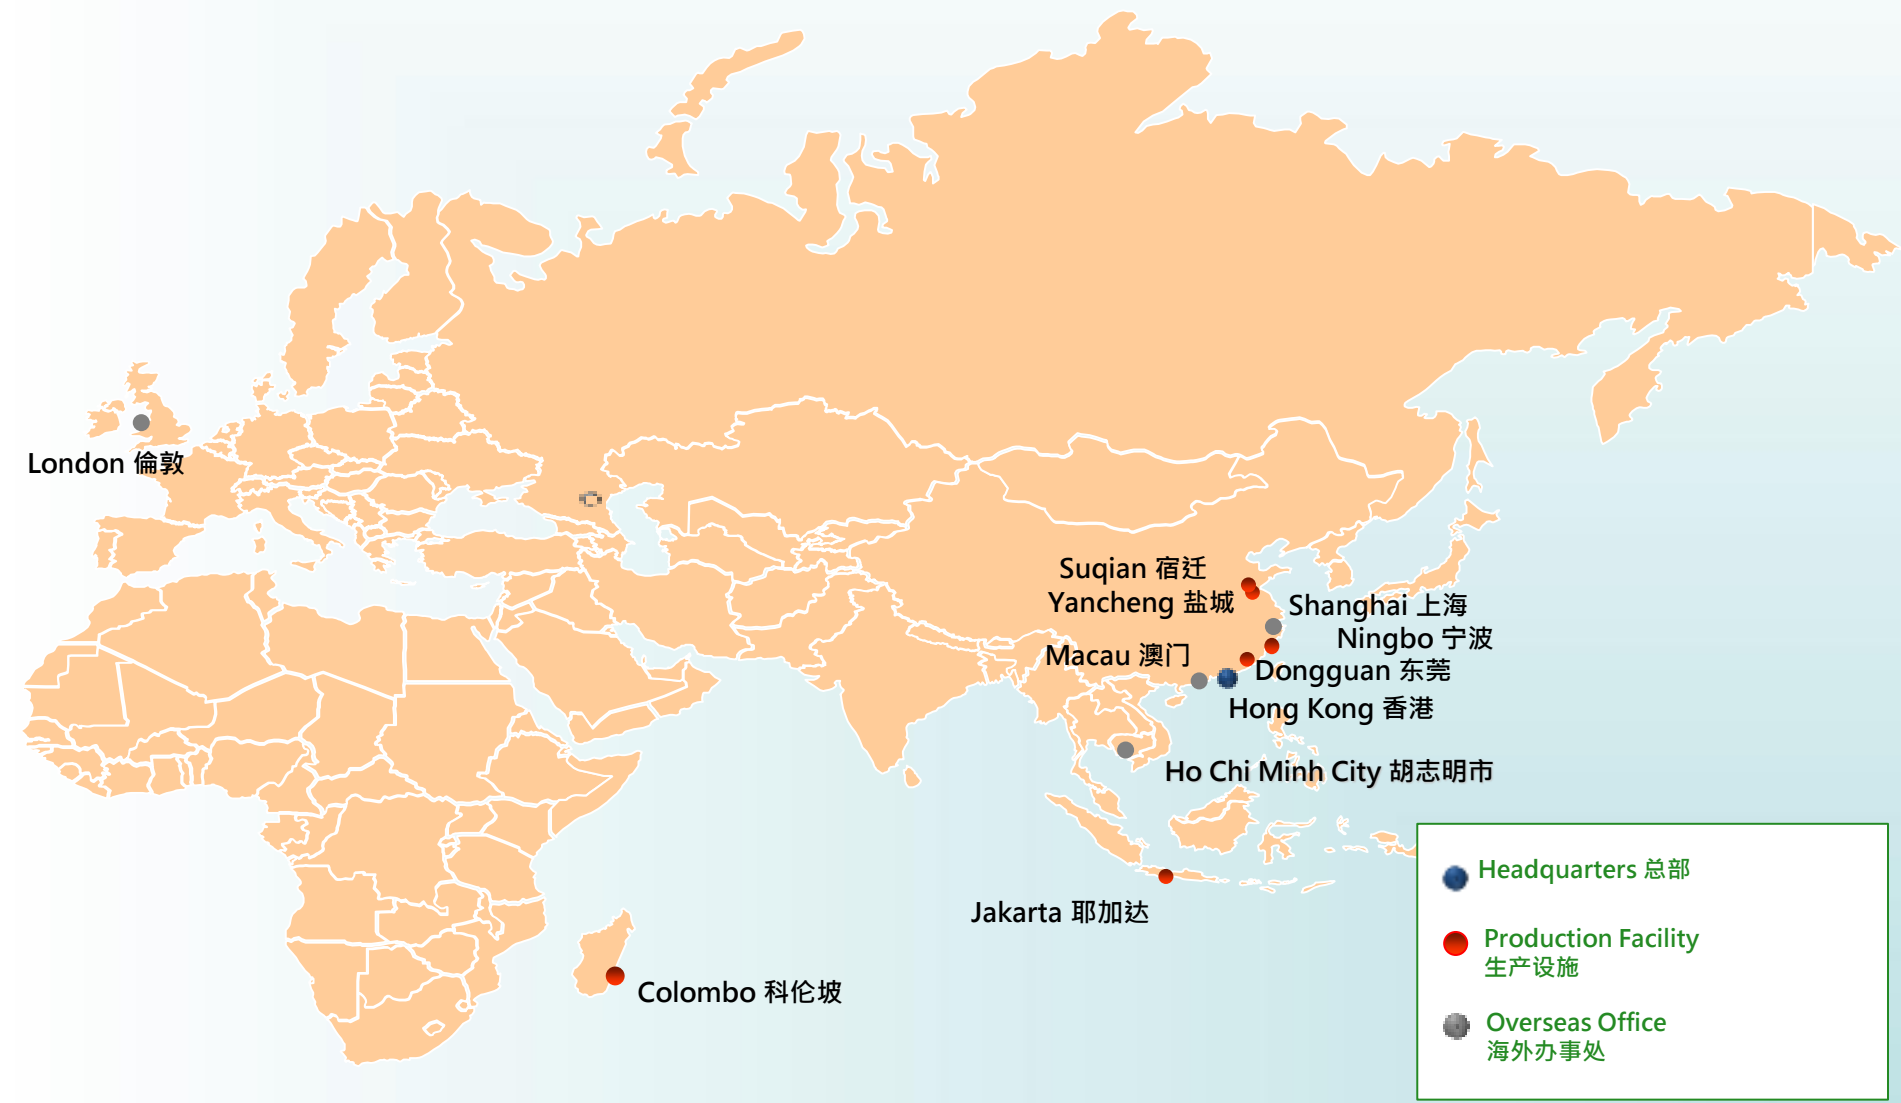 London 倫敦
Suqian 宿迁
Yancheng 盐城
Shanghai 上海
Ningbo 宁波
Macau 澳门
Dongguan 东莞
Hong Kong 香港
Ho Chi Minh City 胡志明市
Jakarta 耶加达
Colombo 科伦坡
Headquarters 总部
Production Facility
生产设施
Overseas Office
海外办事处